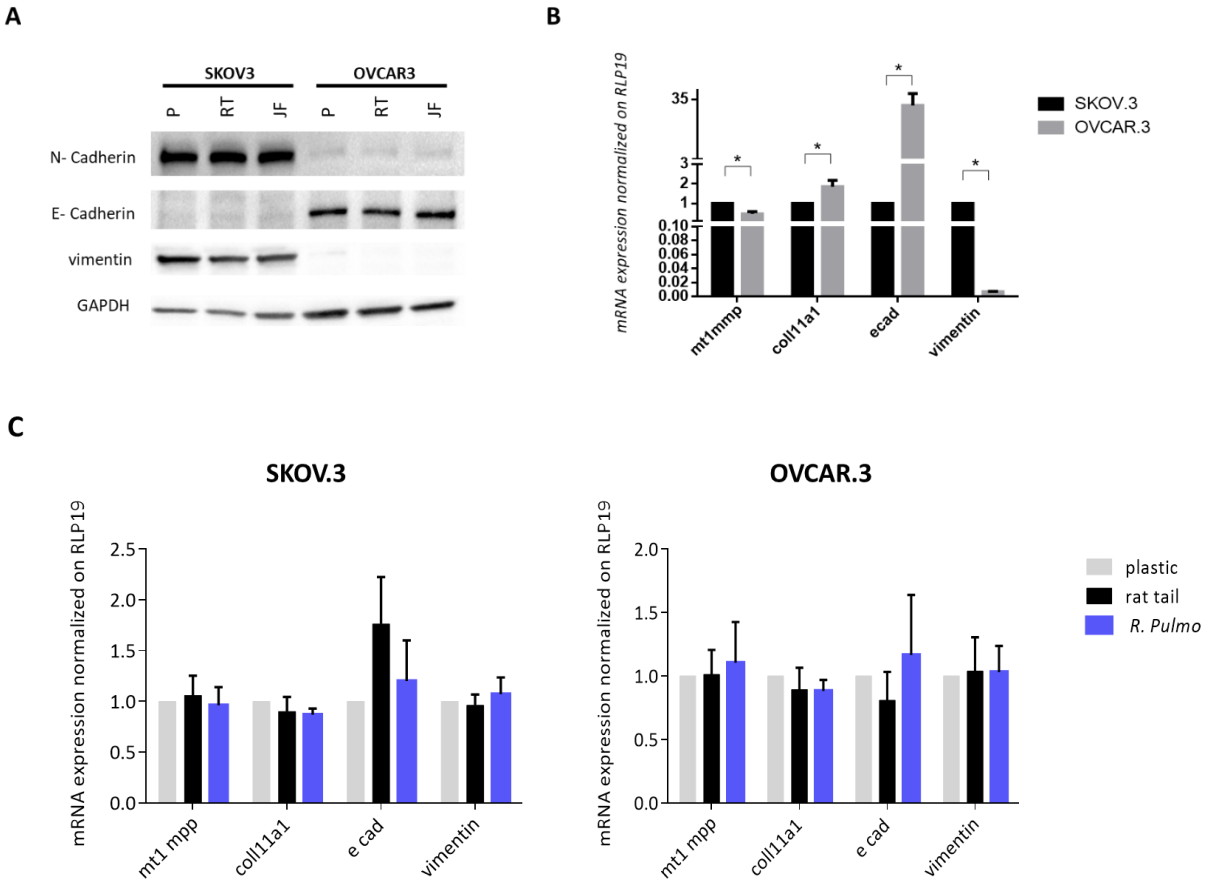 A
SKOV3 OVCAR3
P RT JF P RT JF
N- Cadherin
E- Cadherin
vimentin
GAPDH
B
mRNA expression normalized on RLP19
35
3
2
1
0.10
0.08
0.06
0.04
0.02
0.00
* * * *
mt1mmp coll11a1 ecad vimentin
SKOV.3
OVCAR.3
C
SKOV.3
mRNA expression normalized on RLP19
2.5
2.0
1.5
1.0
0.5
0.0
mt1 mpp coll11a1 e cad vimentin
OVCAR.3
mRNA expression normalized on RLP19
2.0
1.5
1.0
0.5
0.0
mt1 mpp coll11a1 e cad vimentin
plastic
rat tail
R. Pulmo